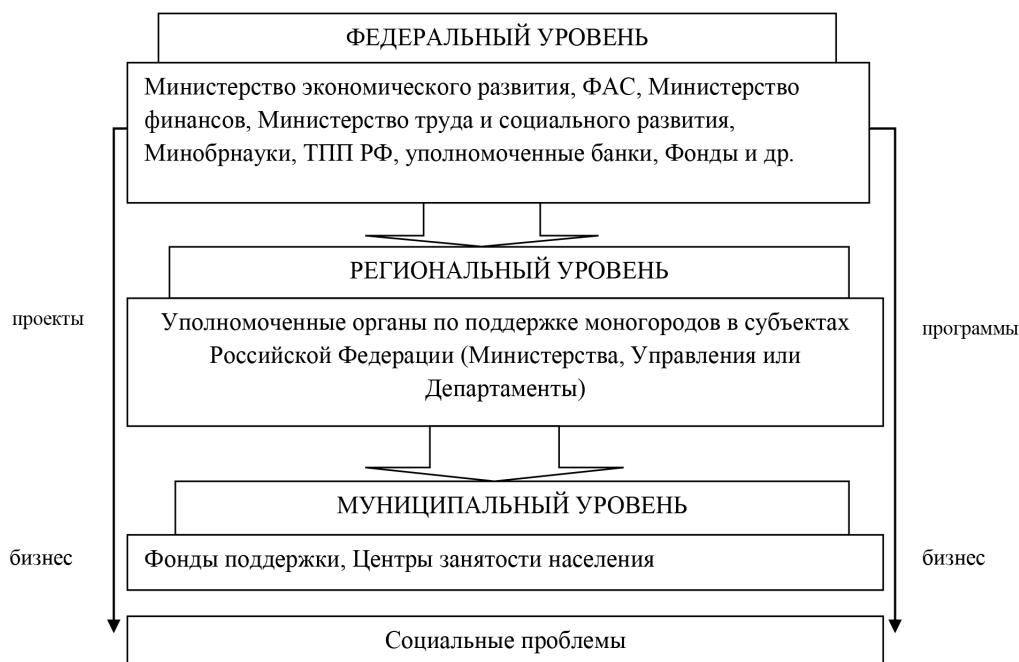 ФЕДЕРАЛЬНЫЙ УРОВЕНЬ
Министерство экономического развития, ФАС, Министерство
финансов, Министерство труда и социального развития,
Минобрнауки, ТПП РФ, уполномоченные банки, Фонды и др.
РЕГИОНАЛЬНЫЙ УРОВЕНЬ
проекты
Уполномоченные органы по поддержке моногородов в субъектах
Российской Федерации (Министерства, Управления или
Департаменты)
программы
МУНИЦИПАЛЬНЫЙ УРОВЕНЬ
бизнес
Фонды поддержки, Центры занятости населения
бизнес
Социальные проблемы